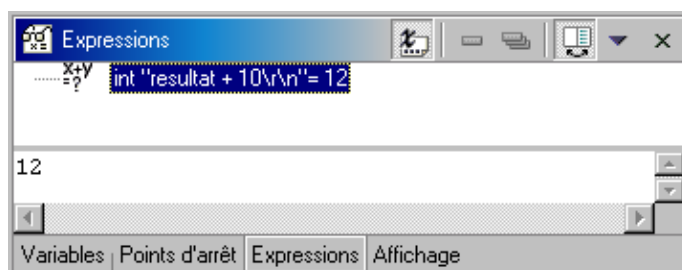 Expressions
x+y
=?
int "resultat + 10\r\n"= 12
12
Variables Points d'arrêt Expressions Affichage